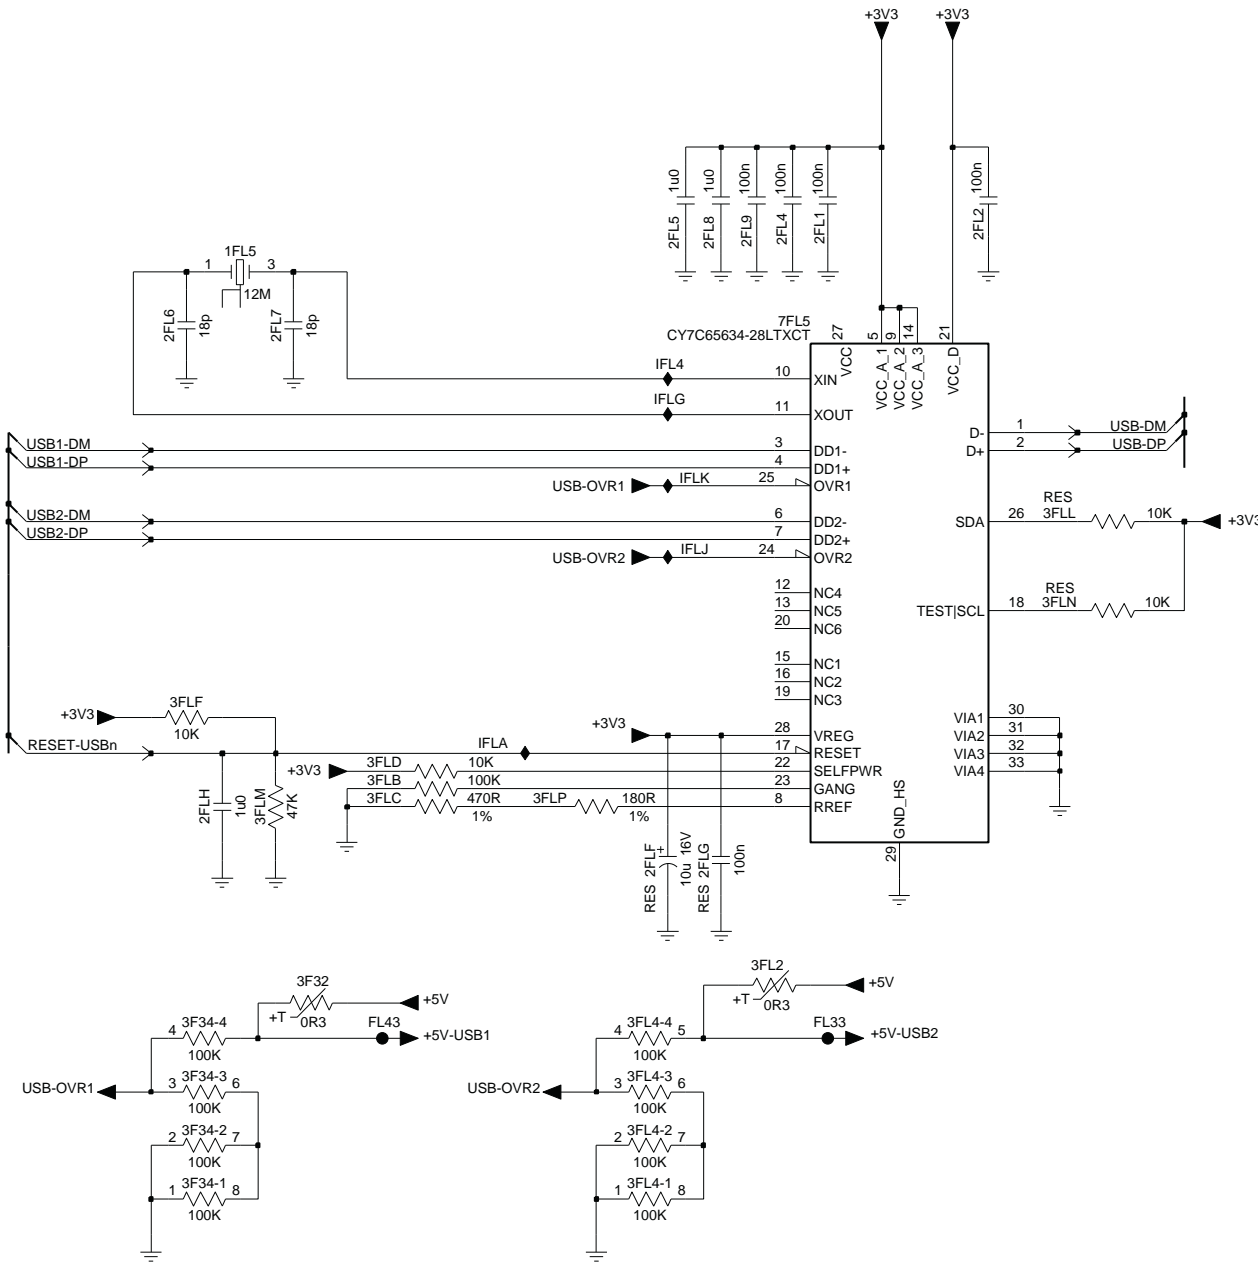 +3V3
+3V3
1u0
1u0
100n
100n
100n
100n
2FL5
2FL8
2FL9
2FL4
2FL1
2FL2
1FL5
1
3
12M
2FL6
18p
2FL7
18p
7FL5
CY7C65634-28LTXCT
27
5
9
14
21
VCC
VCC_A_1
VCC_A_2
VCC_A_3
VCC_D
IFL4
10
XIN
IFLG
11
XOUT
USB1-DM
3
DD1-
D-
1
USB-DM
USB1-DP
4
DD1+
D+
2
USB-DP
USB-OVR1
IFLK
25
OVR1
USB2-DM
6
DD2-
SDA
26
RES
3FLL
10K
+3V3
USB2-DP
7
DD2+
USB-OVR2
IFLJ
24
OVR2
12
NC4
13
NC5
20
NC6
TEST|SCL
18
RES
3FLN
10K
15
NC1
16
NC2
19
NC3
+3V3
3FLF
10K
+3V3
28
VREG
VIA1
30
VIA2
31
VIA3
32
VIA4
33
RESET-USBn
IFLA
17
RESET
+3V3
3FLD
10K
22
SELFPWR
3FLB
100K
23
GANG
3FLC
470R
1%
3FLP
180R
1%
8
RREF
GND_HS
29
2FLH
1u0
3FLM
47K
RES 2FLF
+
10u 16V
RES 2FLG
100n
3F32
+T
0R3
+5V
3F34-4
4
100K
FL43
+5V-USB1
USB-OVR1
3
3F34-3
6
100K
2
3F34-2
7
100K
1
3F34-1
8
100K
3FL2
+T
0R3
+5V
4
3FL4-4
5
100K
FL33
+5V-USB2
USB-OVR2
3
3FL4-3
6
100K
2
3FL4-2
7
100K
1
3FL4-1
8
100K